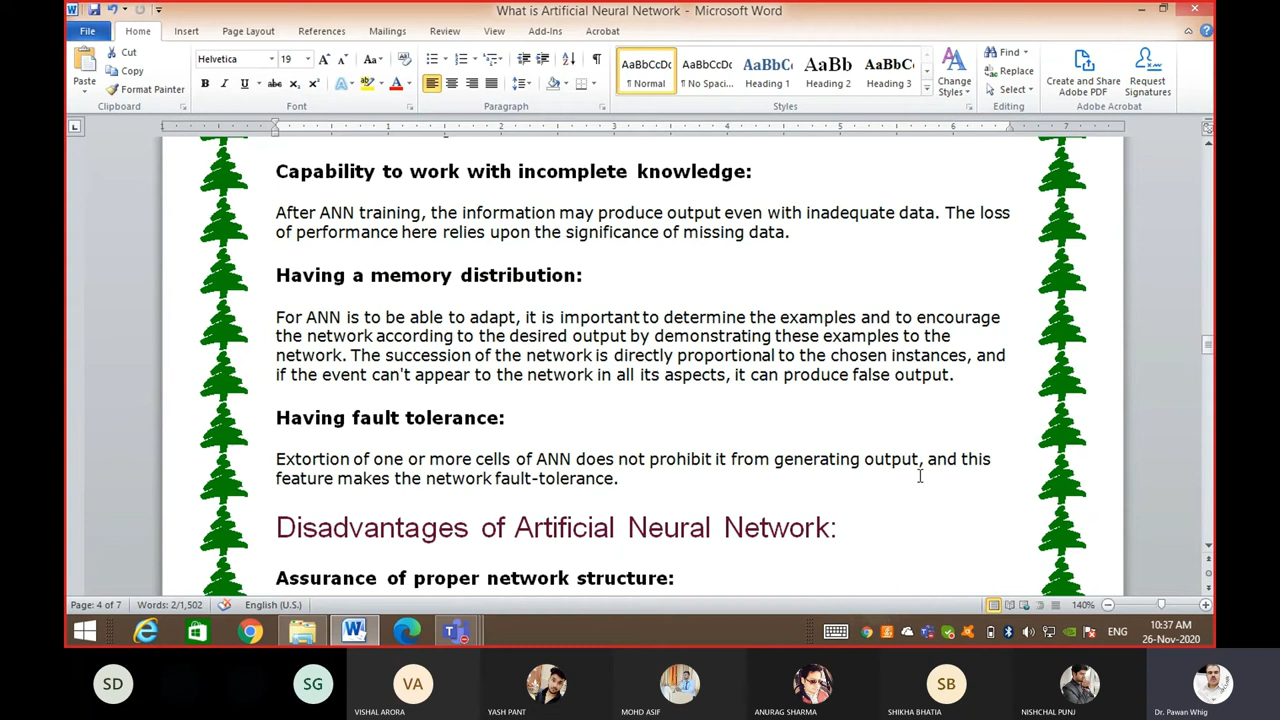 What is Artificial Neural Network - Microsoft Word
File Home Insert Page Layout References Mailings Review View Add-Ins Acrobat
Paste
Cut
Copy
Format Painter
Clipboard
Helvetica 19
Font
Paragraph
AaBbCcDc AaBbCcDc AaBbC AaBb AaBbC
¶ Normal ¶ No Spaci... Heading 1 Heading 2 Heading 3
Change
Styles
Styles
Find
Replace
Select
Editing
Create and Share
Adobe PDF
Request
Signatures
Adobe Acrobat
1 1 2 3 4 5 6 7
Capability to work with incomplete knowledge:
After ANN training, the information may produce output even with inadequate data. The loss
of performance here relies upon the significance of missing data.
Having a memory distribution:
For ANN is to be able to adapt, it is important to determine the examples and to encourage
the network according to the desired output by demonstrating these examples to the
network. The succession of the network is directly proportional to the chosen instances, and
if the event can't appear to the network in all its aspects, it can produce false output.
Having fault tolerance:
Extortion of one or more cells of ANN does not prohibit it from generating output, and this
feature makes the network fault-tolerance.
Disadvantages of Artificial Neural Network:
Assurance of proper network structure:
Page: 4 of 7 Words: 2/1,502 English (U.S.) 140%
ENG
10:37 AM
26-Nov-2020
SD SG VA SB
VISHAL ARORA YASH PANT MOHD ASIF ANURAG SHARMA SHIKHA BHATIA NISHCHAL PUNJ Dr. Pawan Whig